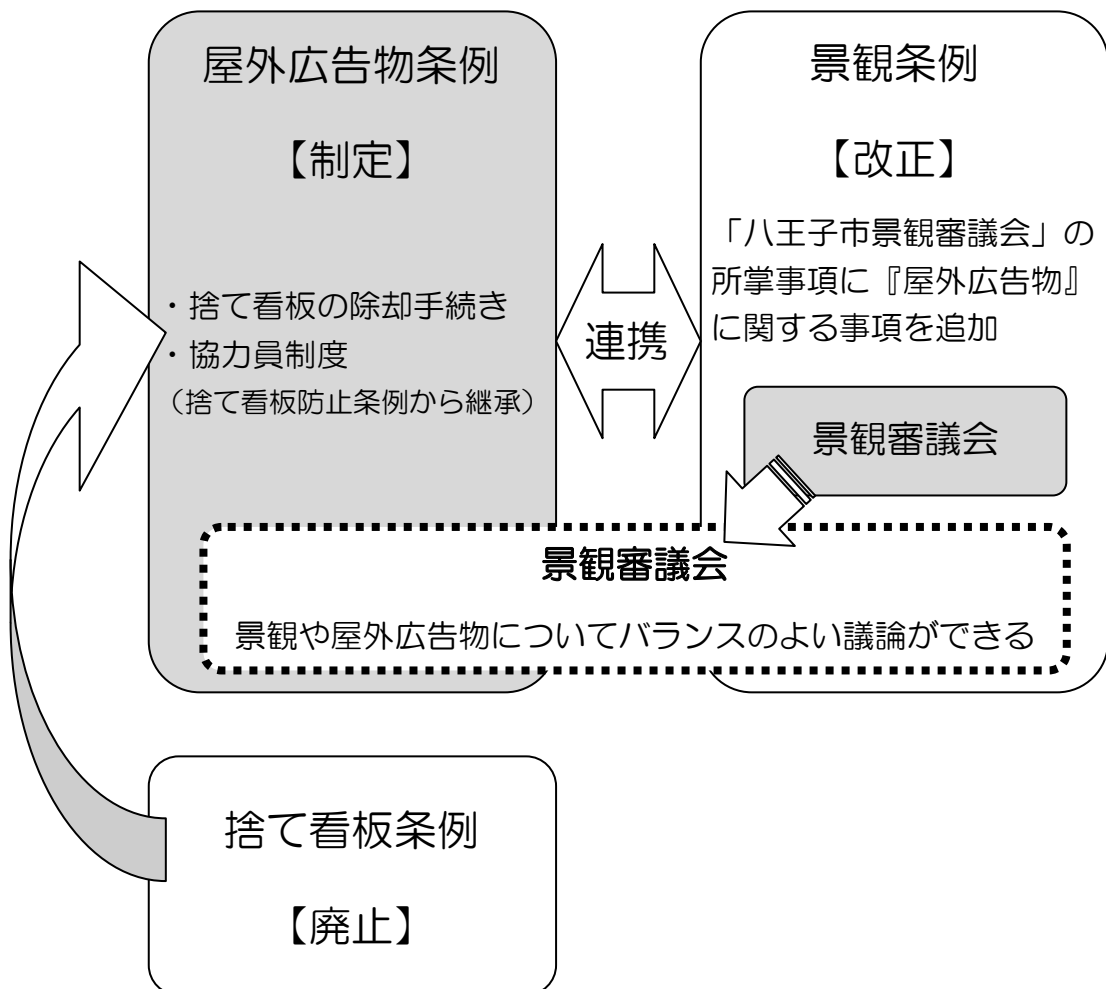 屋外広告物条例
【制定】
・捨て看板の除却手続き
・協力員制度
（捨て看板防止条例から継承）
連携
景観条例
【改正】
「八王子市景観審議会」の
所掌事項に『屋外広告物』
に関する事項を追加
景観審議会
景観審議会
景観や屋外広告物についてバランスのよい議論ができる
捨て看板条例
【廃止】